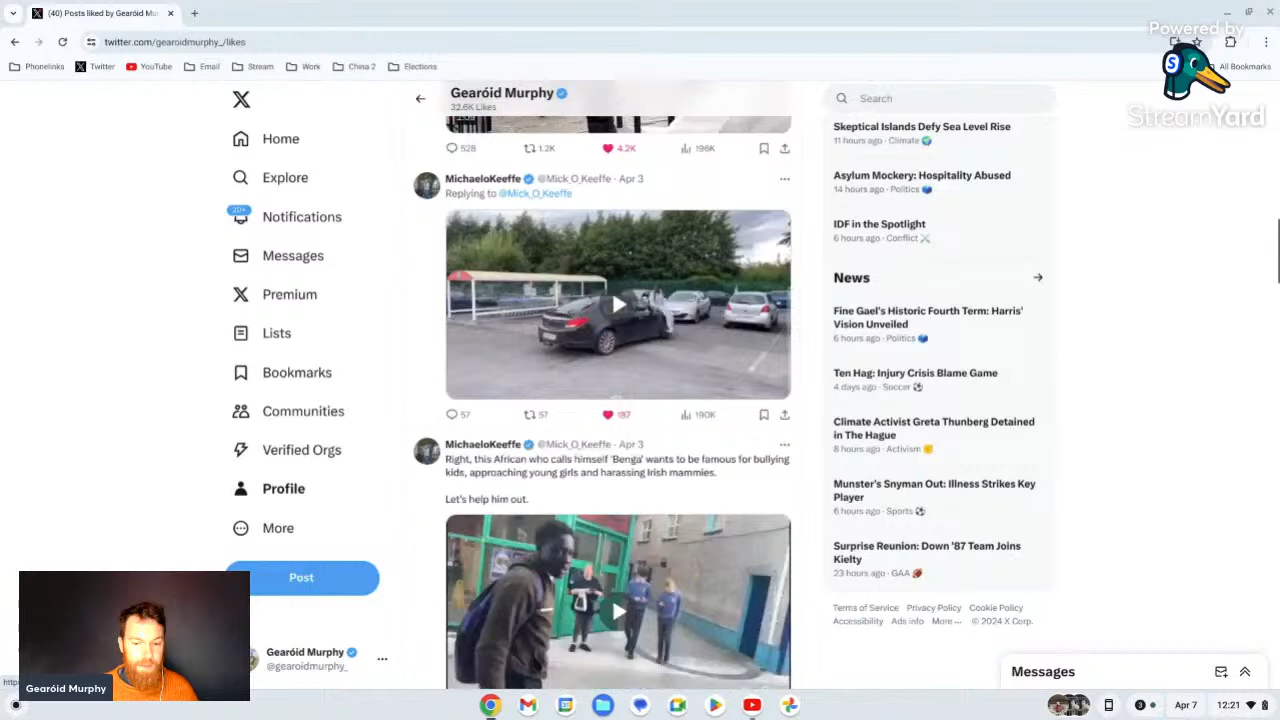 (40) Posts liked by Gearóid Murphy
twitter.com/gearoidmurphy_/likes
Phonelinks
Twitter
YouTube
Email
Stream
Work
China 2
Elections
All Bookmarks
Powered by
S
StreamYard
Home
Explore
20+
Notifications
Messages
Premium
Lists
Bookmarks
Communities
Verified Orgs
Profile
More
Post
Gearóid Murphy
@gearoidmurphy_
Gearóid Murphy
32.6K Likes
528
1.2K
4.2K
196K
MichaeloKeeffe @Mick_O_Keeffe · Apr 3
Replying to @Mick_O_Keeffe
57
57
187
190K
MichaeloKeeffe @Mick_O_Keeffe · Apr 3
Right, this African who calls himself 'Benga' wants to be famous for bullying
kids, approaching young girls and harassing Irish mammies.
Let's help him out.
Search
Skeptical Islands Defy Sea Level Rise
11 hours ago · Climate
Asylum Mockery: Hospitality Abused
14 hours ago · Politics
IDF in the Spotlight
6 hours ago · Conflict
News
Fine Gael's Historic Fourth Term: Harris'
Vision Unveiled
6 hours ago · Politics
Ten Hag: Injury Crisis Blame Game
4 days ago · Soccer
Climate Activist Greta Thunberg Detained
in The Hague
8 hours ago · Activism
Munster's Snyman Out: Illness Strikes Key
Player
6 hours ago · Sports
Surprise Reunion: Down '87 Team Joins
Kielty
23 hours ago · GAA
Terms of Service Privacy Policy Cookie Policy
Accessibility Ads info More ··· © 2024 X Corp.
Messages
Gearóid Murphy
Apr 7
12:21